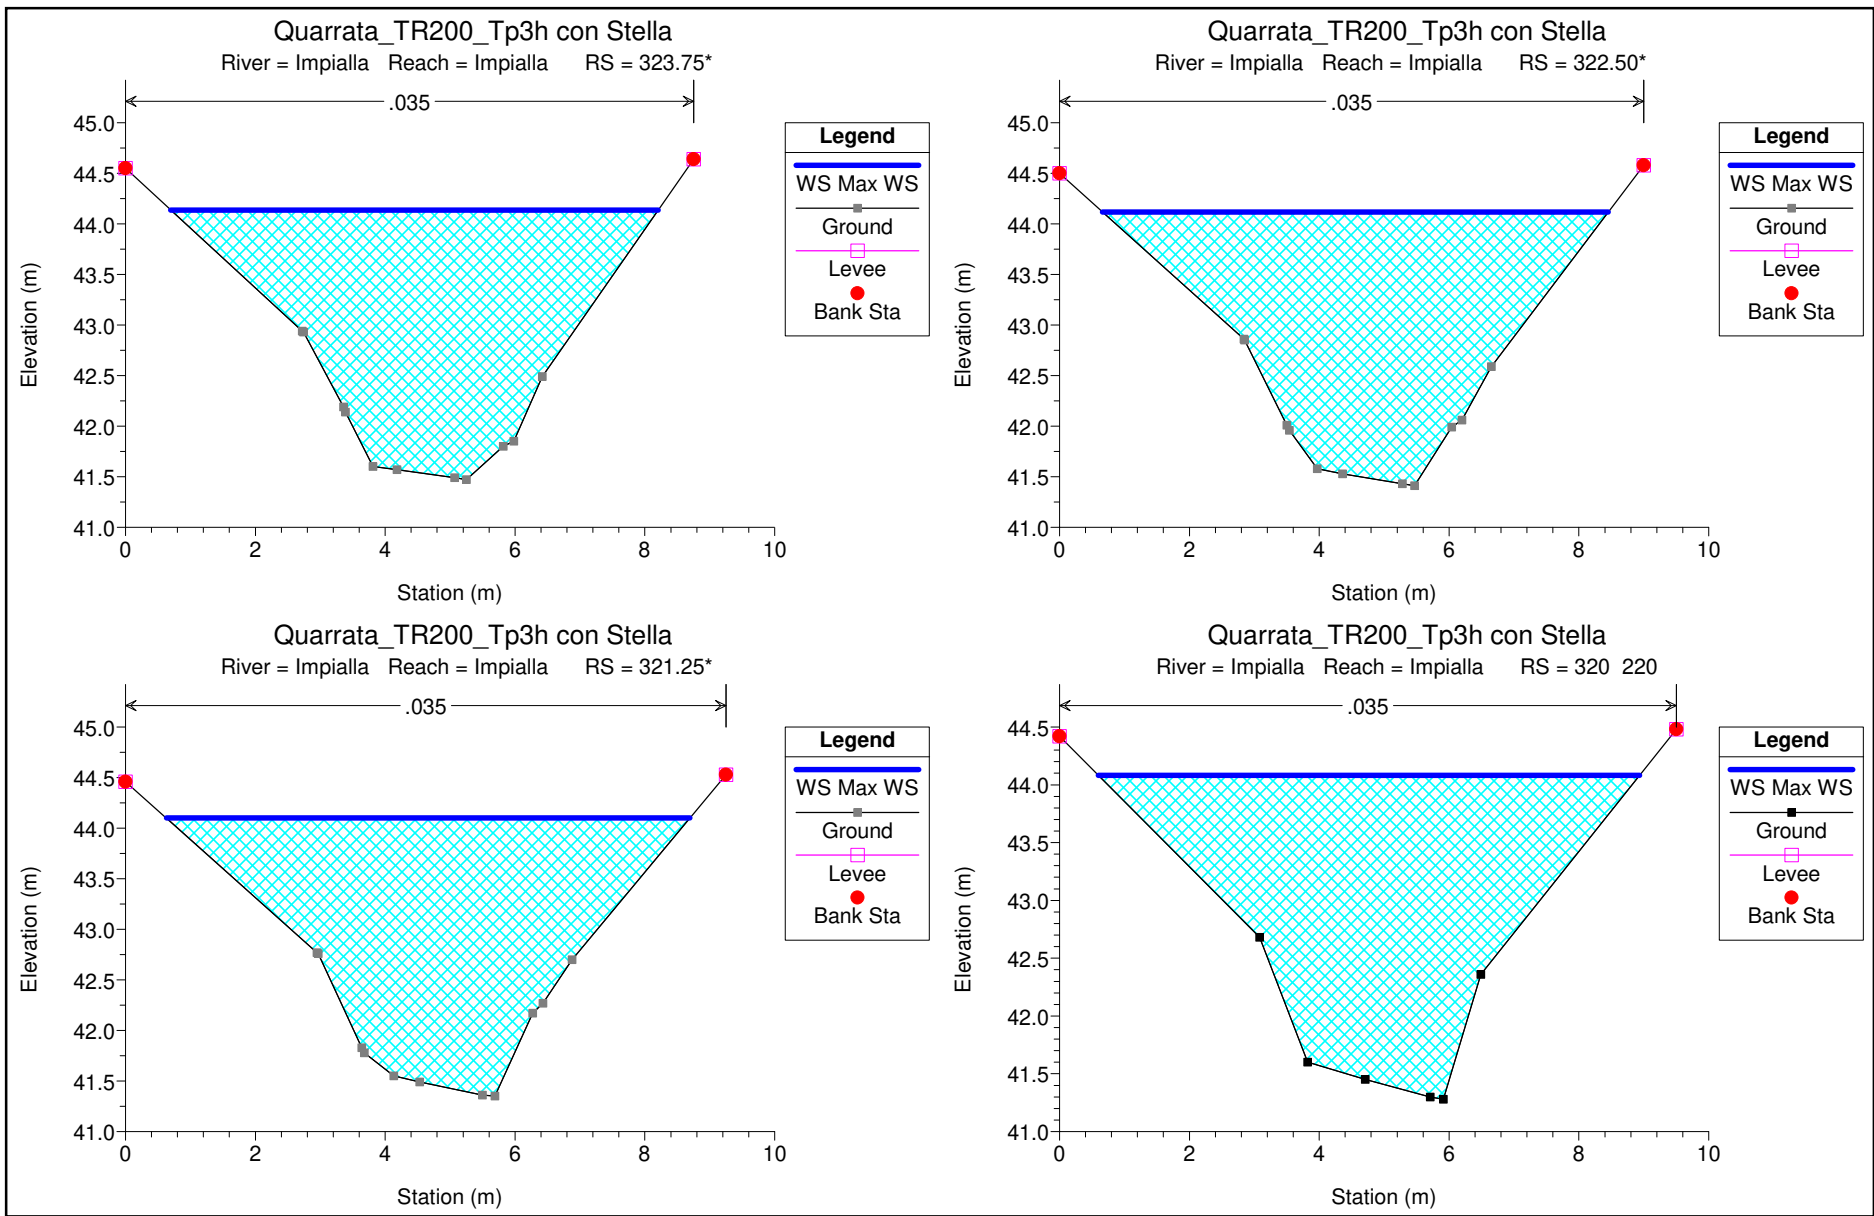 Quarrata_TR200_Tp3h con Stella
River = Impialla Reach = Impialla RS = 323.75*
.035
45.0
44.5
44.0
43.5
43.0
42.5
42.0
41.5
41.0
0 2 4 6 8 10
Elevation (m)
Station (m)
Legend
WS Max WS
Ground
Levee
Bank Sta
Quarrata_TR200_Tp3h con Stella
River = Impialla Reach = Impialla RS = 322.50*
.035
45.0
44.5
44.0
43.5
43.0
42.5
42.0
41.5
41.0
0 2 4 6 8 10
Elevation (m)
Station (m)
Legend
WS Max WS
Ground
Levee
Bank Sta
Quarrata_TR200_Tp3h con Stella
River = Impialla Reach = Impialla RS = 321.25*
.035
45.0
44.5
44.0
43.5
43.0
42.5
42.0
41.5
41.0
0 2 4 6 8 10
Elevation (m)
Station (m)
Legend
WS Max WS
Ground
Levee
Bank Sta
Quarrata_TR200_Tp3h con Stella
River = Impialla Reach = Impialla RS = 320 220
.035
44.5
44.0
43.5
43.0
42.5
42.0
41.5
41.0
0 2 4 6 8 10
Elevation (m)
Station (m)
Legend
WS Max WS
Ground
Levee
Bank Sta